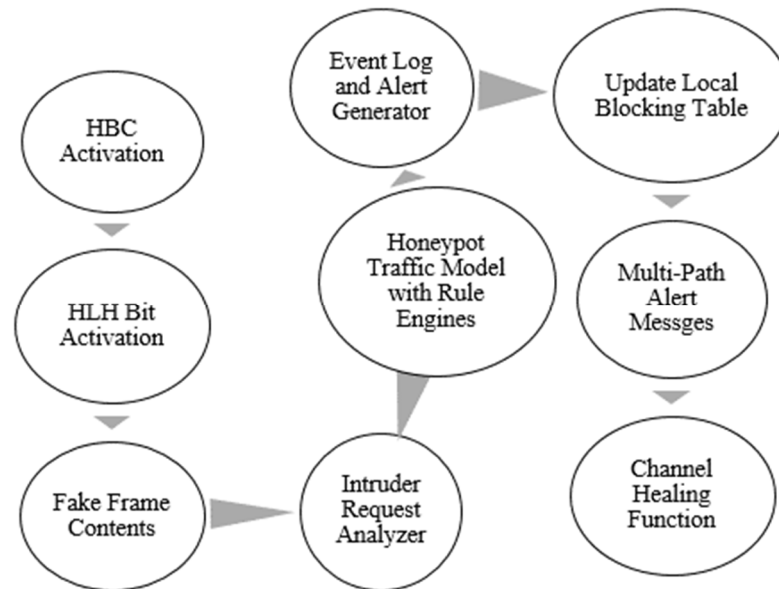 HBC
Activation
HLH Bit
Activation
Fake Frame
Contents
Intruder
Request
Analyzer
Honeypot
Traffic Model
with Rule
Engines
Event Log
and Alert
Generator
Update Local
Blocking Table
Multi-Path
Alert
Messges
Channel
Healing
Function